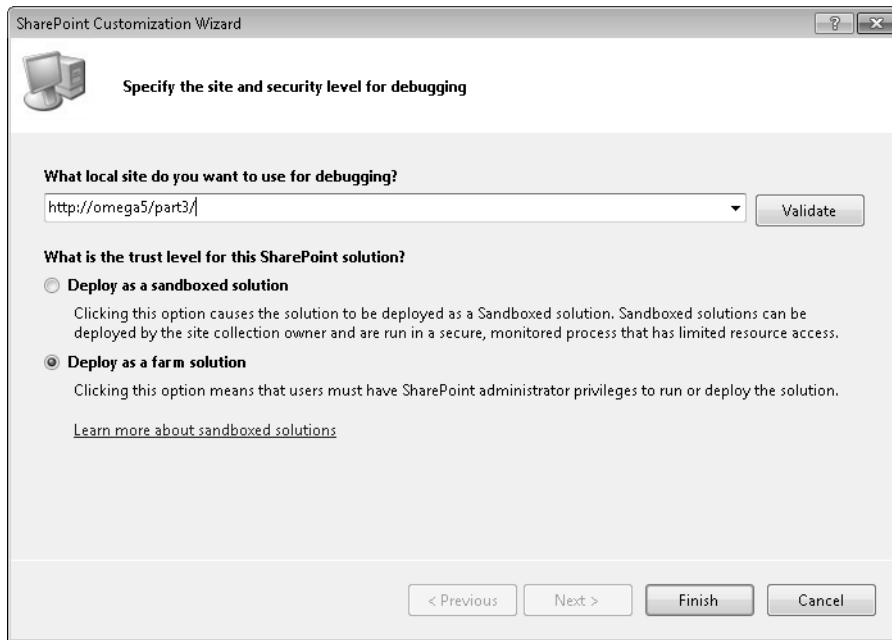 SharePoint Customization Wizard
Specify the site and security level for debugging
What local site do you want to use for debugging?
http://omega5/part3/
Validate
What is the trust level for this SharePoint solution?
Deploy as a sandboxed solution
Clicking this option causes the solution to be deployed as a Sandboxed solution. Sandboxed solutions can be
deployed by the site collection owner and are run in a secure, monitored process that has limited resource access.
Deploy as a farm solution
Clicking this option means that users must have SharePoint administrator privileges to run or deploy the solution.
Learn more about sandboxed solutions
< Previous
Next >
Finish
Cancel